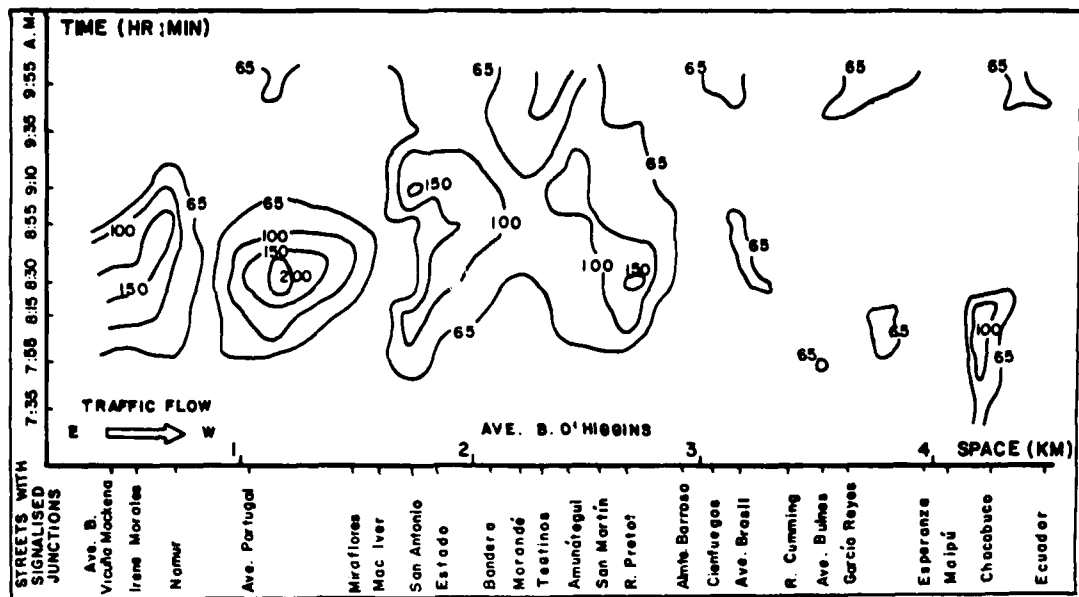 TIME (HR:MIN)
A.M.
9:55
9:35
9:10
8:55
8:30
8:15
7:55
7:35
65
65
65
65
65
65
150
65
65
100
65
100
100
150
150
200
100
150
65
65
65
65
100
65
TRAFFIC FLOW
E W
AVE. B. O'HIGGINS
1 2 3 4 SPACE (KM)
STREETS WITH
SIGNALISED
JUNCTIONS
Ave. B.
Vicuña Mackena
Irene Morales
Namur
Ave. Portugal
Miraflores
Mac Iver
San Antonio
Estado
Bandera
Morandé
Teatinos
Amunátegui
San Martín
R. Pretot
Almte. Barroso
Cienfuegos
Ave. Brasil
R. Cumming
Ave. Bulnes
García Reyes
Esperanza
Maipú
Chacabuco
Ecuador